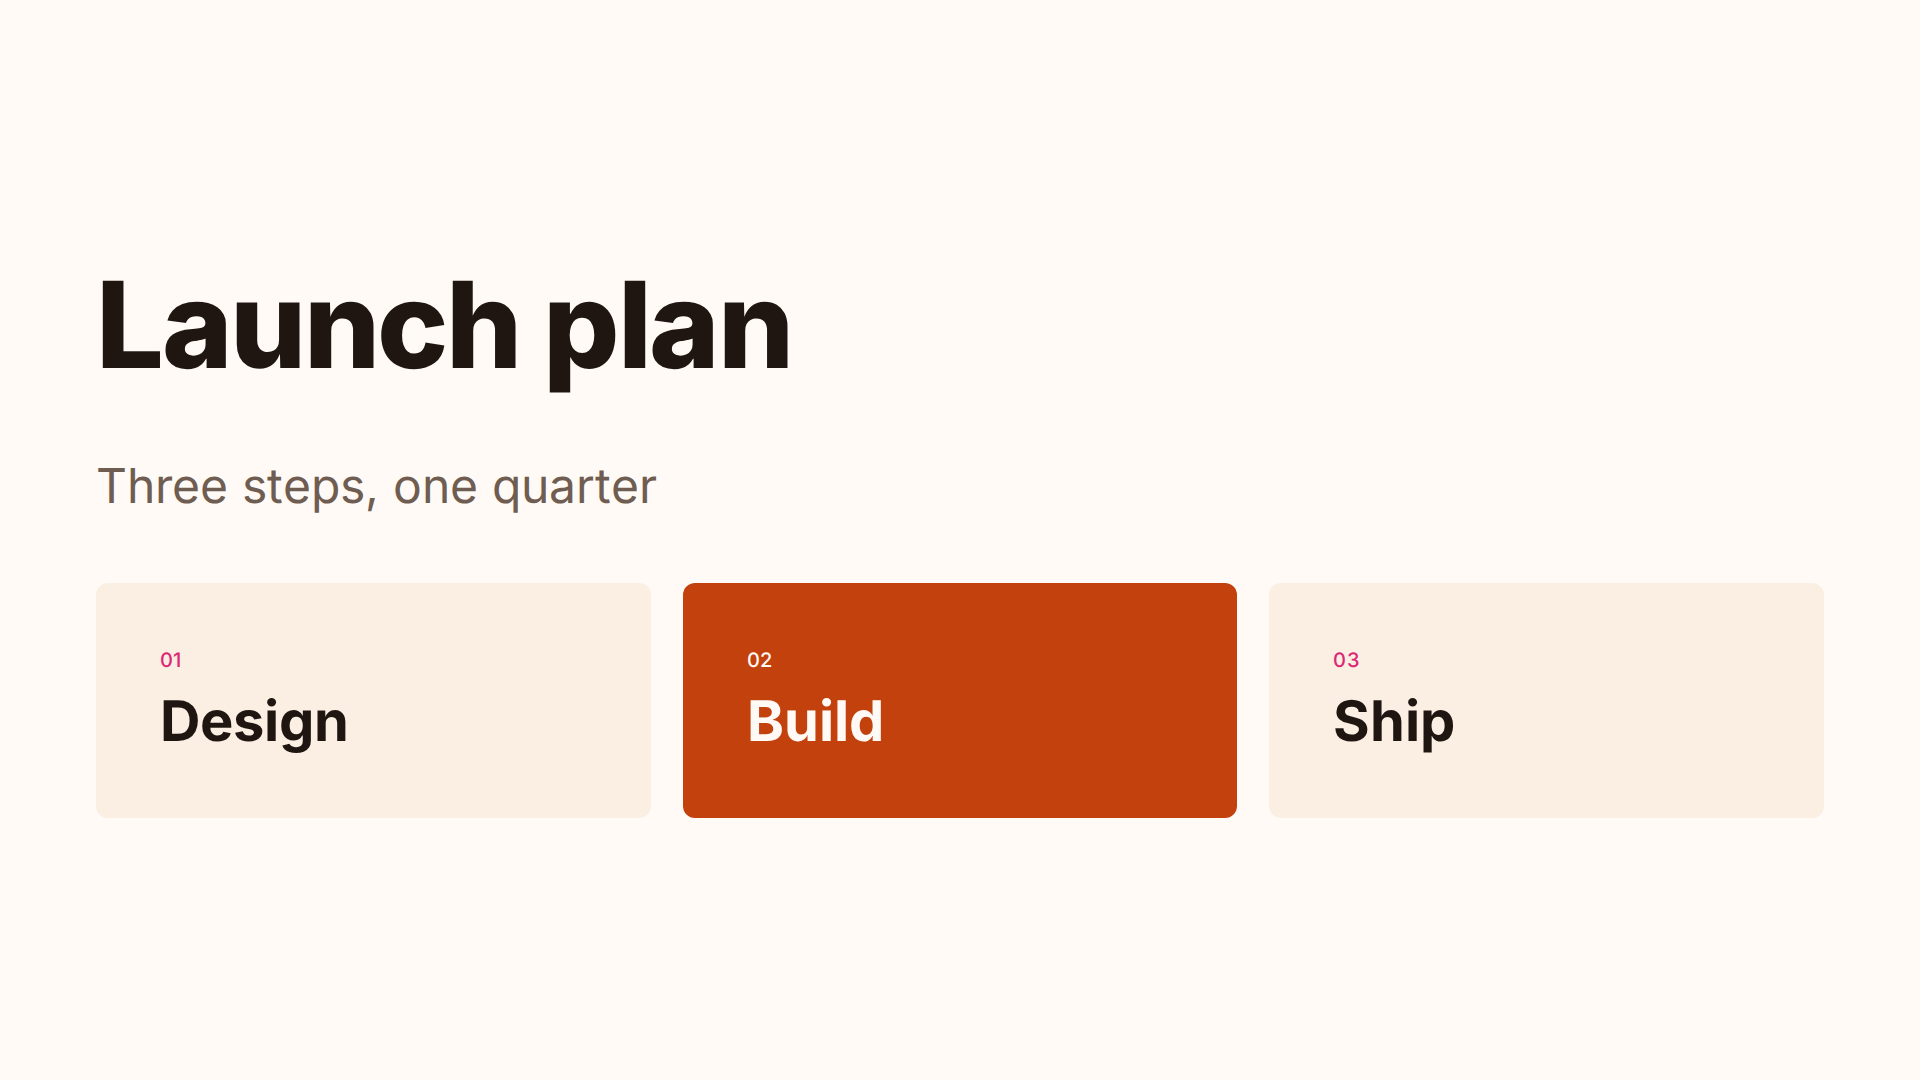 Launch plan
Three steps, one quarter
01
Design
02
Build
03
Ship